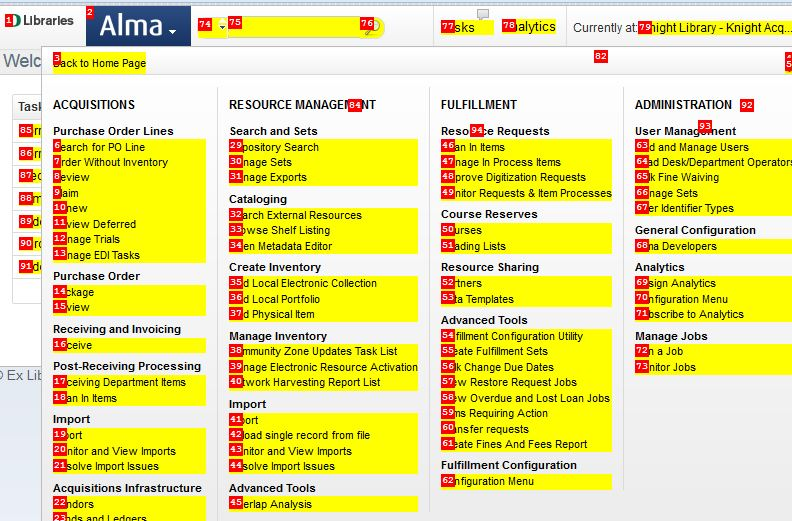 1 D Libraries
2 Alma
74
75
76
77 sks
78 alytics
Currently at: 79 night Library - Knight Acq...
Welc
3 Back to Home Page
82
Task
85
86
87
88
89
90
91
© Ex Lib
ACQUISITIONS
Purchase Order Lines
6 earch for PO Line
7 rder Without Inventory
8 eview
9 aim
10 new
11 view Deferred
12 nage Trials
13 nage EDI Tasks
Purchase Order
14 ckage
15 view
Receiving and Invoicing
16 ceive
Post-Receiving Processing
17 ceiving Department Items
18 an In Items
Import
19 port
20 nitor and View Imports
21 solve Import Issues
Acquisitions Infrastructure
22 ndors
23 nds and Ledgers
RESOURCE MANAGEM 84 NT
Search and Sets
29 pository Search
30 nage Sets
31 nage Exports
Cataloging
32 arch External Resources
33 owse Shelf Listing
34 en Metadata Editor
Create Inventory
35 d Local Electronic Collection
36 d Local Portfolio
37 d Physical Item
Manage Inventory
38 mmunity Zone Updates Task List
39 nage Electronic Resource Activation
40 twork Harvesting Report List
Import
41 port
42 load single record from file
43 nitor and View Imports
44 solve Import Issues
Advanced Tools
45 erlap Analysis
FULFILLMENT
Reso 94 ce Requests
46 an In Items
47 nage In Process Items
48 prove Digitization Requests
49 nitor Requests & Item Processes
Course Reserves
50 urses
51 ading Lists
Resource Sharing
52 rtners
53 ta Templates
Advanced Tools
54 fillment Configuration Utility
55 eate Fulfillment Sets
56 lk Change Due Dates
57 ew Restore Request Jobs
58 ew Overdue and Lost Loan Jobs
59 ms Requiring Action
60 ansfer requests
61 eate Fines And Fees Report
Fulfillment Configuration
62 nfiguration Menu
ADMINISTRATION 92
93
User Management
63 d and Manage Users
64 ad Desk/Department Operators
65 lk Fine Waiving
66 nage Sets
67 er Identifier Types
General Configuration
68 ma Developers
Analytics
69 sign Analytics
70 nfiguration Menu
71 bscribe to Analytics
Manage Jobs
72 n a Job
73 nitor Jobs